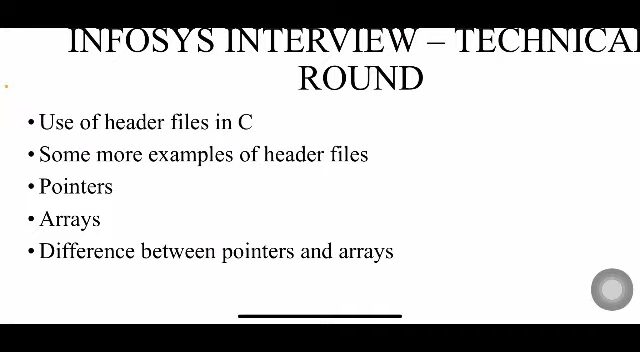 INFOSYS INTERVIEW – TECHNICAL
ROUND
• Use of header files in C
• Some more examples of header files
• Pointers
• Arrays
• Difference between pointers and arrays